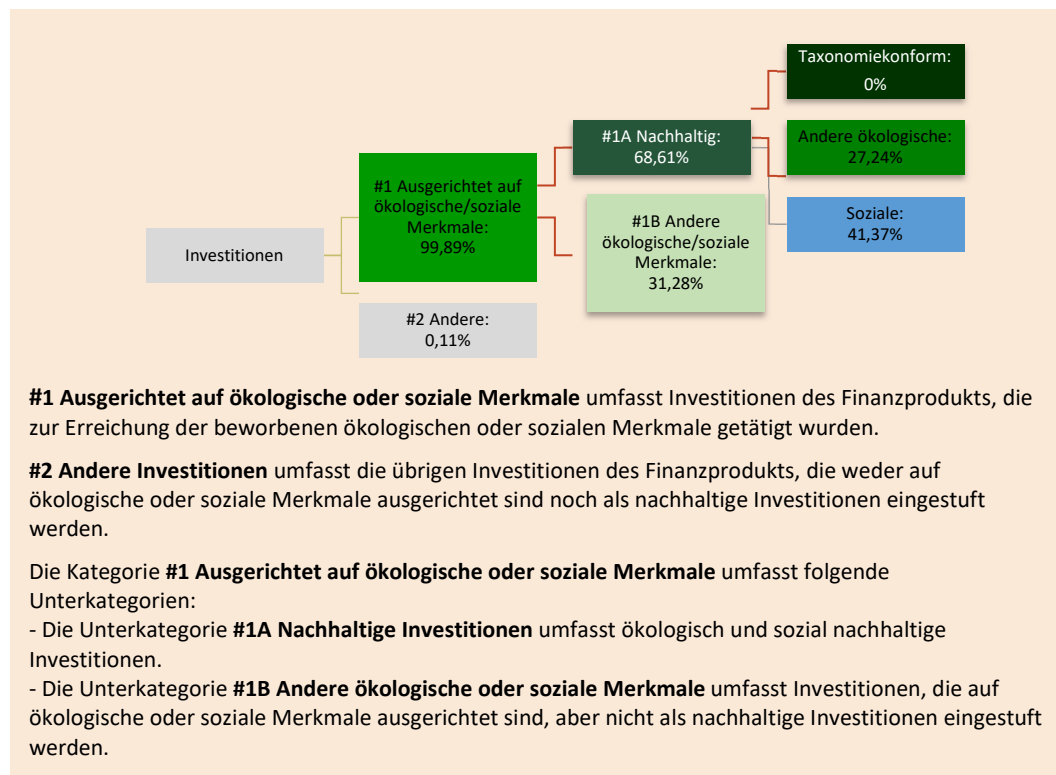 Taxonomiekonform:
0%
#1A Nachhaltig:
68,61%
Andere ökologische:
27,24%
#1 Ausgerichtet auf
ökologische/soziale
Merkmale:
99,89%
#1B Andere
ökologische/soziale
Merkmale:
31,28%
Soziale:
41,37%
Investitionen
#2 Andere:
0,11%
#1 Ausgerichtet auf ökologische oder soziale Merkmale umfasst Investitionen des Finanzprodukts, die
zur Erreichung der beworbenen ökologischen oder sozialen Merkmale getätigt wurden.
#2 Andere Investitionen umfasst die übrigen Investitionen des Finanzprodukts, die weder auf
ökologische oder soziale Merkmale ausgerichtet sind noch als nachhaltige Investitionen eingestuft
werden.
Die Kategorie #1 Ausgerichtet auf ökologische oder soziale Merkmale umfasst folgende
Unterkategorien:
- Die Unterkategorie #1A Nachhaltige Investitionen umfasst ökologisch und sozial nachhaltige
Investitionen.
- Die Unterkategorie #1B Andere ökologische oder soziale Merkmale umfasst Investitionen, die auf
ökologische oder soziale Merkmale ausgerichtet sind, aber nicht als nachhaltige Investitionen eingestuft
werden.